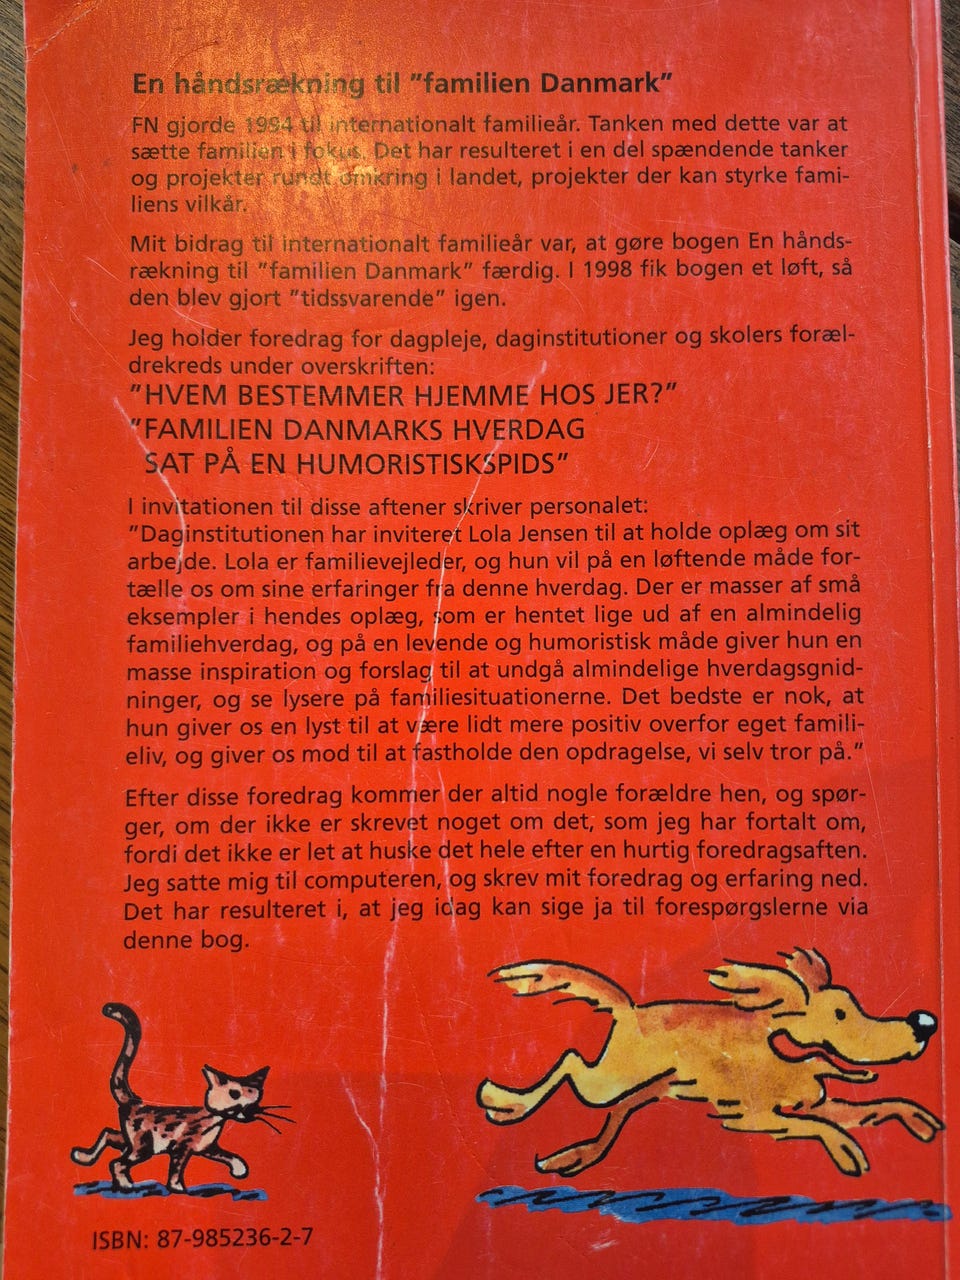 En håndsrækning til ”familien Danmark”
FN gjorde 1994 til internationalt familieår. Tanken med dette var at
sætte familien i fokus. Det har resulteret i en del spændende tanker
og projekter rundt omkring i landet, projekter der kan styrke fami-
liens vilkår.
Mit bidrag til internationalt familieår var, at gøre bogen En hånds-
rækning til ”familien Danmark” færdig. I 1998 fik bogen et løft, så
den blev gjort ”tidssvarende” igen.
Jeg holder foredrag for dagpleje, daginstitutioner og skolers foræl-
drekreds under overskriften:
”HVEM BESTEMMER HJEMME HOS JER?”
”FAMILIEN DANMARKS HVERDAG
SAT PÅ EN HUMORISTISKSPIDS”
I invitationen til disse aftener skriver personalet:
”Daginstitutionen har inviteret Lola Jensen til at holde oplæg om sit
arbejde. Lola er familievejleder, og hun vil på en løftende måde for-
tælle os om sine erfaringer fra denne hverdag. Der er masser af små
eksempler i hendes oplæg, som er hentet lige ud af en almindelig
familiehverdag, og på en levende og humoristisk måde giver hun en
masse inspiration og forslag til at undgå almindelige hverdagsgnid-
ninger, og se lysere på familiesituationerne. Det bedste er nok, at
hun giver os en lyst til at være lidt mere positiv overfor eget famili-
eliv, og giver os mod til at fastholde den opdragelse, vi selv tror på.”
Efter disse foredrag kommer der altid nogle forældre hen, og spør-
ger, om der ikke er skrevet noget om det, som jeg har fortalt om,
fordi det ikke er let at huske det hele efter en hurtig foredragsaften.
Jeg satte mig til computeren, og skrev mit foredrag og erfaring ned.
Det har resulteret i, at jeg idag kan sige ja til forespørgslerne via
denne bog.
ISBN: 87-985236-2-7